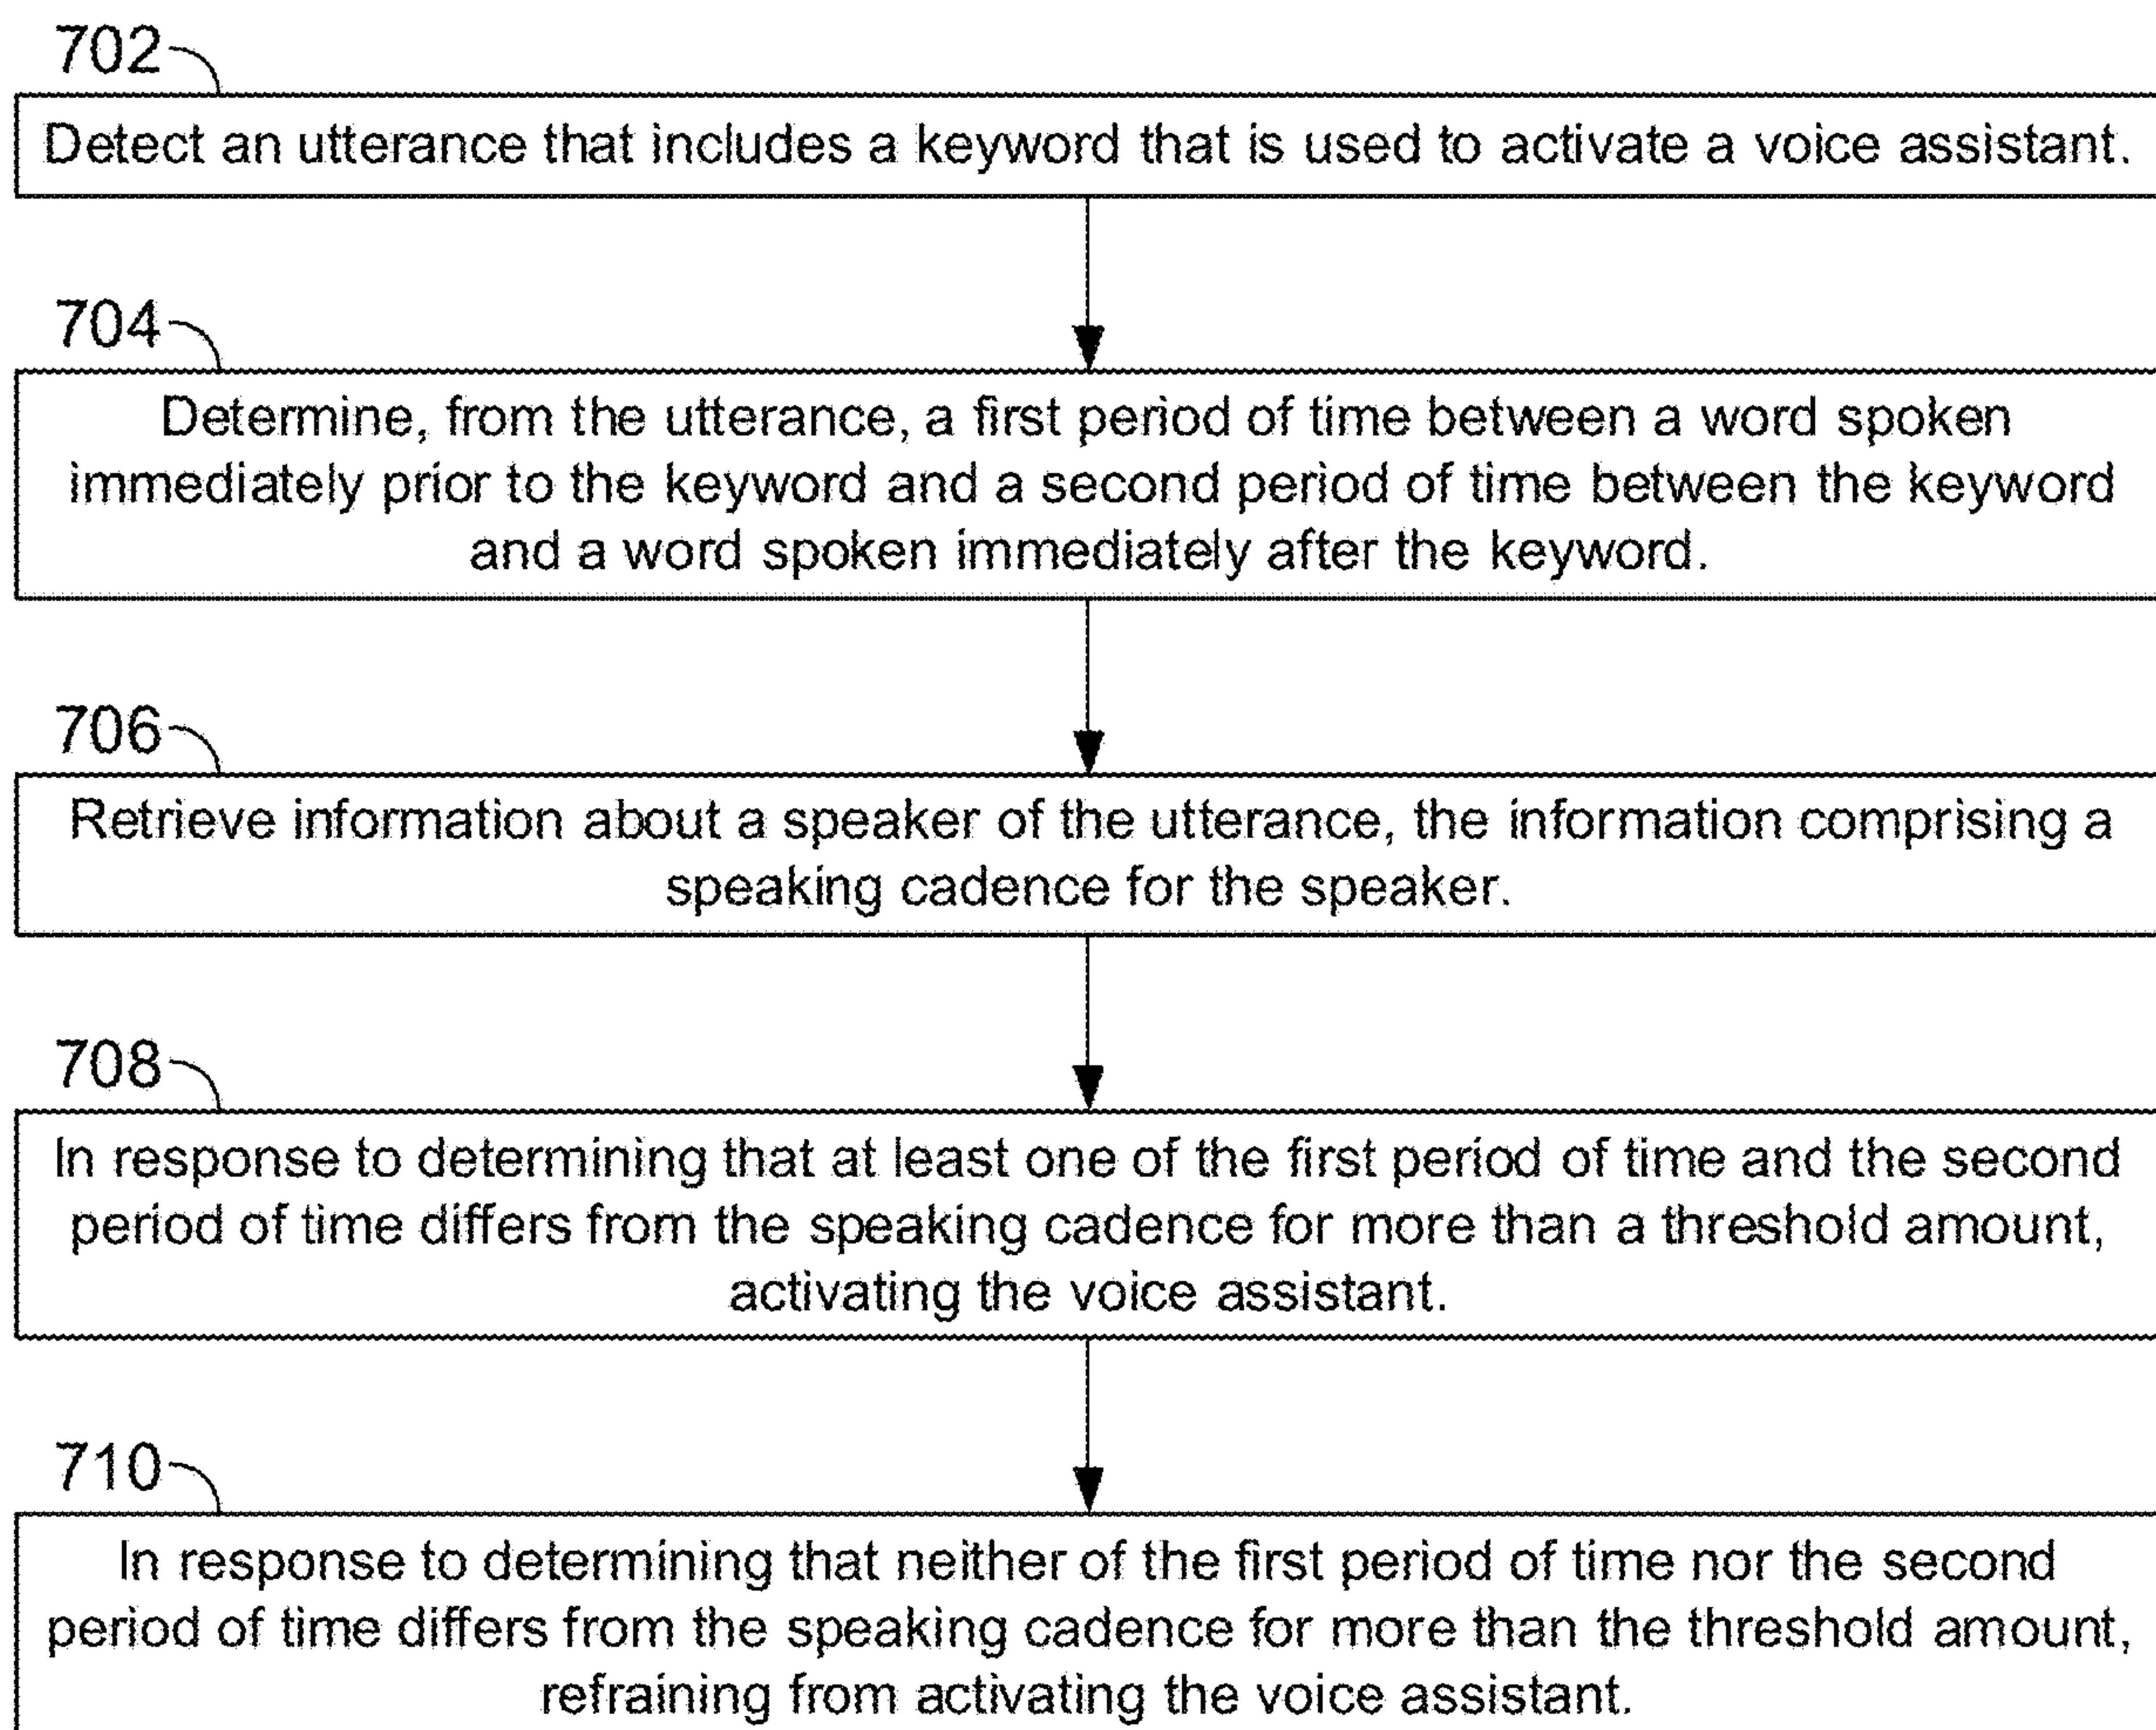 702
Detect an utterance that includes a keyword that is used to activate a voice assistant.
704
Determine, from the utterance, a first period of time between a word spoken
immediately prior to the keyword and a second period of time between the keyword
and a word spoken immediately after the keyword.
706
Retrieve information about a speaker of the utterance, the information comprising a
speaking cadence for the speaker.
708
In response to determining that at least one of the first period of time and the second
period of time differs from the speaking cadence for more than a threshold amount,
activating the voice assistant.
710
In response to determining that neither of the first period of time nor the second
period of time differs from the speaking cadence for more than the threshold amount,
refraining from activating the voice assistant.